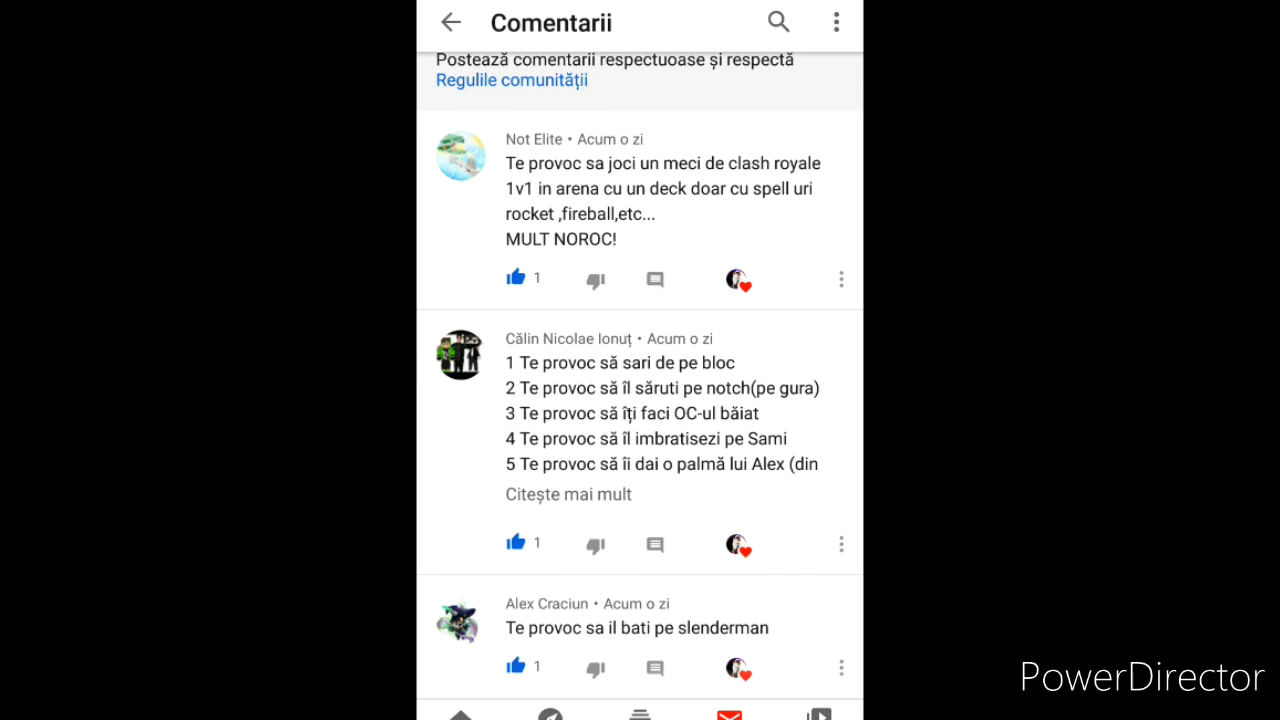 Comentarii
Postează comentarii respectuoase și respectă
Regulile comunității
Not Elite • Acum o zi
Te provoc sa joci un meci de clash royale
1v1 in arena cu un deck doar cu spell uri
rocket ,fireball,etc...
MULT NOROC!
1
Călin Nicolae Ionuț • Acum o zi
1 Te provoc să sari de pe bloc
2 Te provoc să îl săruti pe notch(pe gura)
3 Te provoc să îți faci OC-ul băiat
4 Te provoc să îl imbratisezi pe Sami
5 Te provoc să îi dai o palmă lui Alex (din
Citește mai mult
1
Alex Craciun • Acum o zi
Te provoc sa il bati pe slenderman
1
PowerDirector